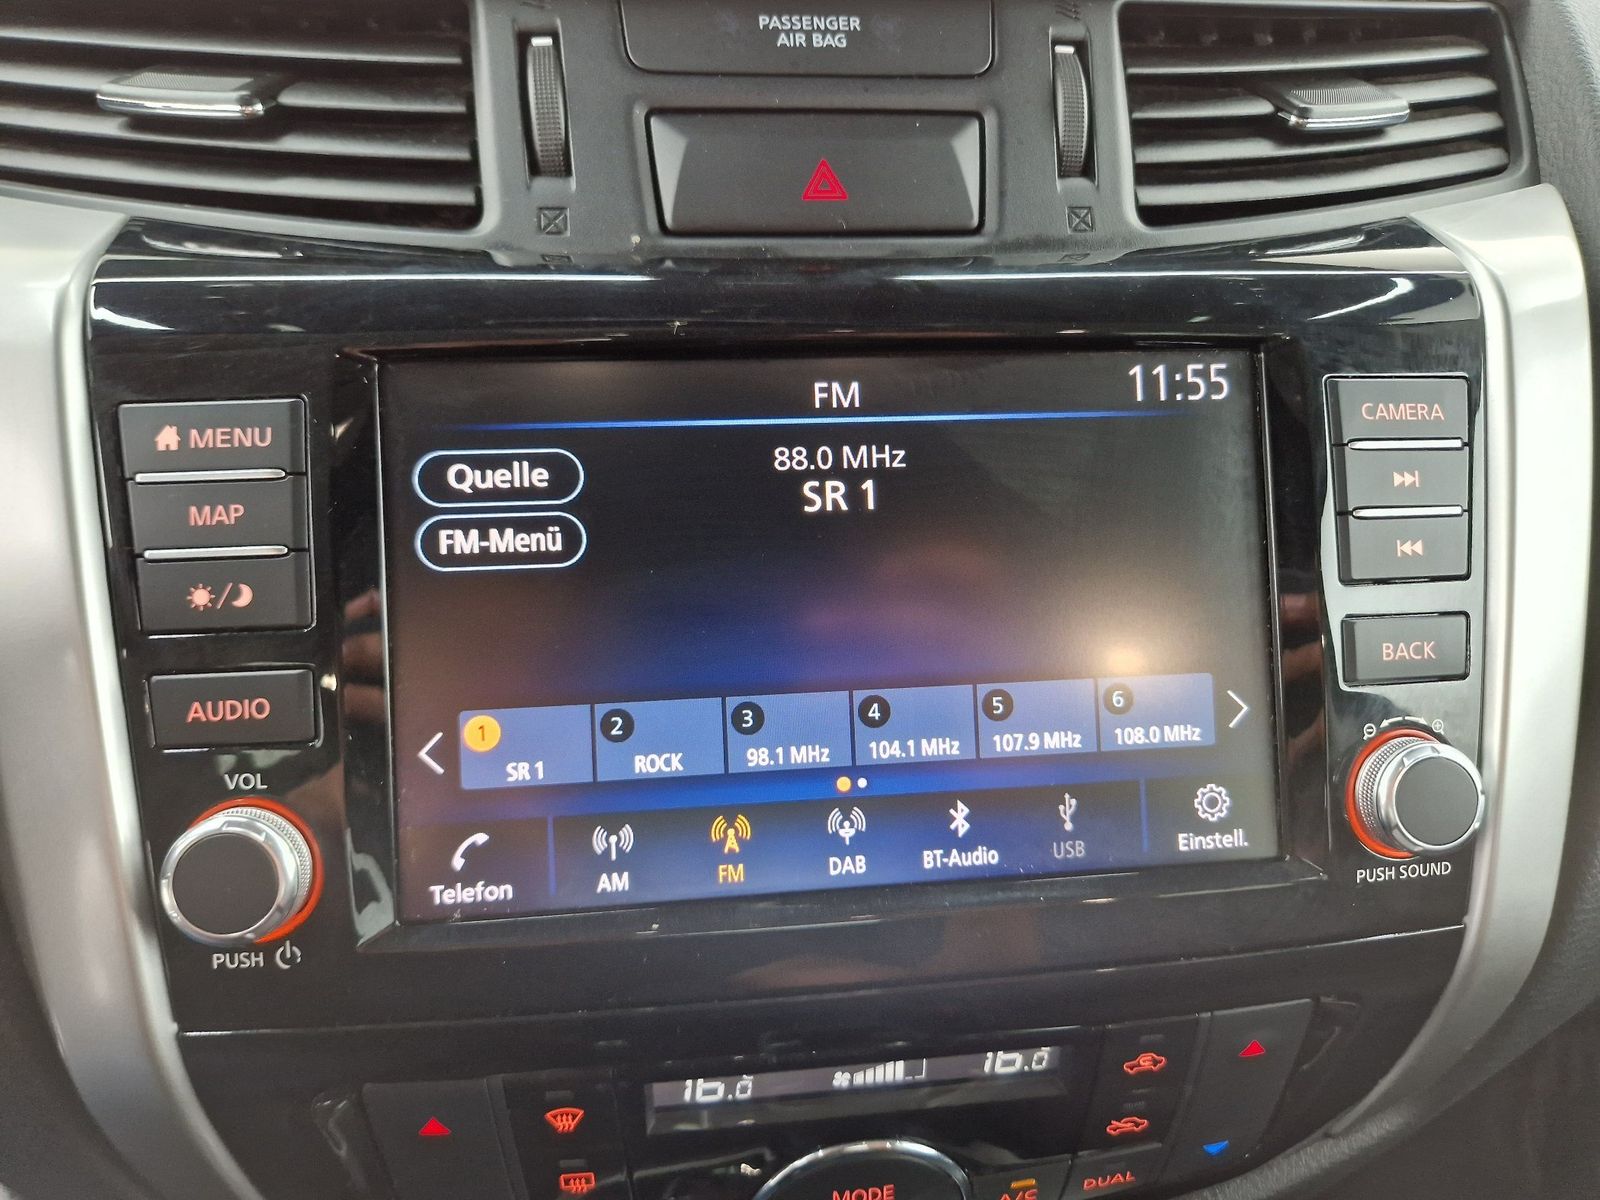 PASSENGER
AIR BAG
FM
11:55
MENU
MAP
AUDIO
VOL
PUSH
Quelle
FM-Menü
88.0 MHz
SR 1
1
SR 1
2
ROCK
3
98.1 MHz
4
104.1 MHz
5
107.9 MHz
6
108.0 MHz
Telefon
AM
FM
DAB
BT-Audio
USB
Einstell.
CAMERA
BACK
PUSH SOUND
16.0
16.0
MODE
A/C
DUAL